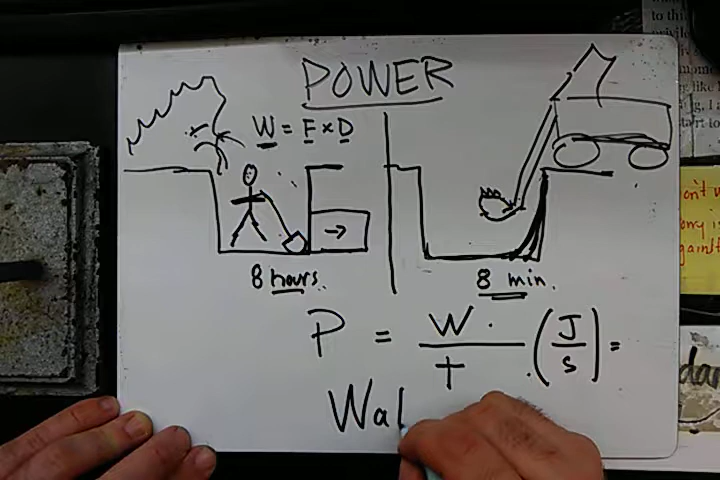 POWER
W = F × D
8 hours.
8 min.
P = W / T (J / s) =
Wa